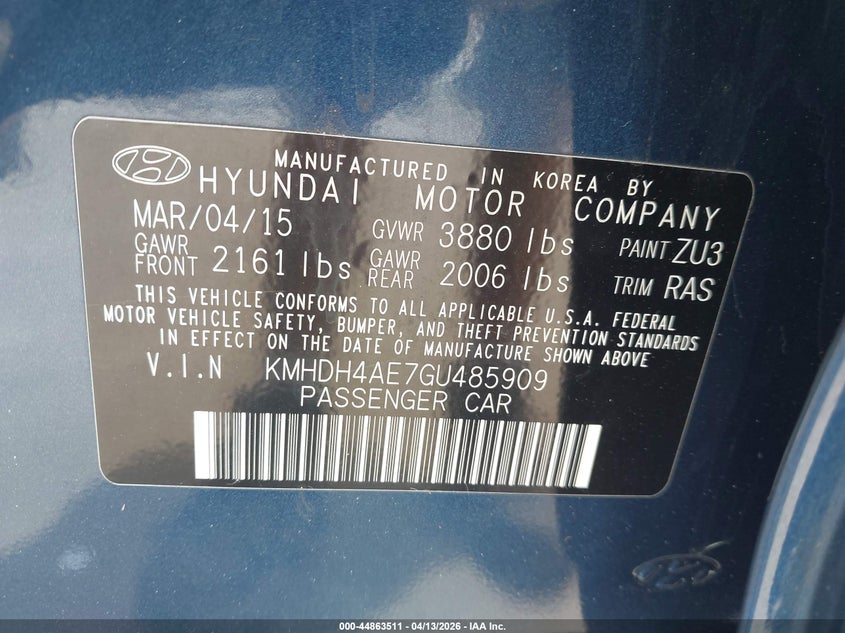 MANUFACTURED IN KOREA BY
HYUNDAI MOTOR COMPANY
MAR/04/15 GVWR 3880 lbs PAINT ZU3
GAWR FRONT 2161 lbs GAWR REAR 2006 lbs TRIM RAS
THIS VEHICLE CONFORMS TO ALL APPLICABLE U.S.A. FEDERAL
MOTOR VEHICLE SAFETY, BUMPER, AND THEFT PREVENTION STANDARDS
IN EFFECT ON THE DATE OF MANUFACTURE SHOWN ABOVE
V.I.N KMHDH4AE7GU485909
PASSENGER CAR
000-44863511 - 04/13/2026 - IAA Inc.